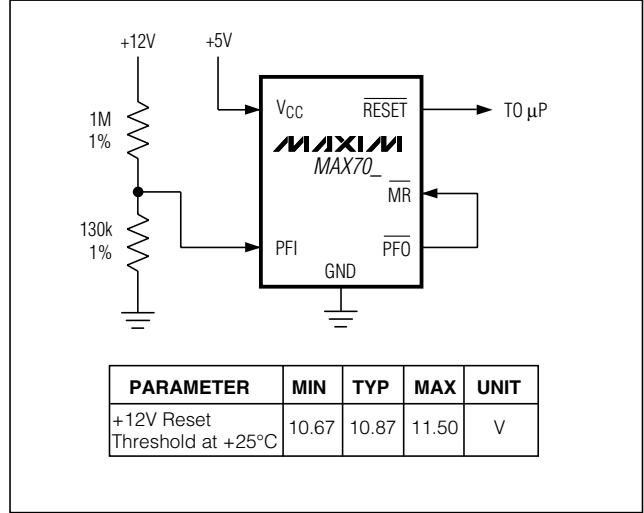 +12V
+5V
1M
1%
130k
1%
VCC
RESET
TO μP
MAXIM
MAX70_
MR
PFI
PFO
GND
PARAMETER MIN TYP MAX UNIT
+12V Reset
Threshold at +25°C 10.67 10.87 11.50 V